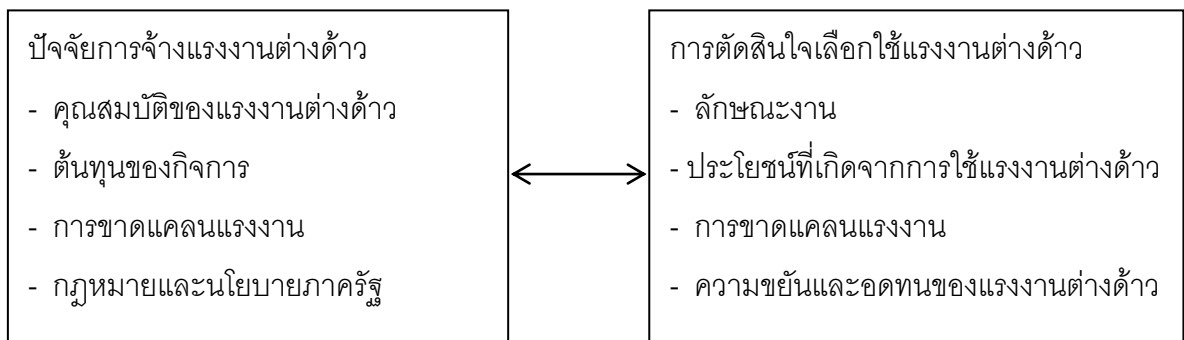 ปัจจัยการจ้างแรงงานต่างด้าว
- คุณสมบัติของแรงงานต่างด้าว
- ต้นทุนของกิจการ
- การขาดแคลนแรงงาน
- กฎหมายและนโยบายภาครัฐ
การตัดสินใจเลือกใช้แรงงานต่างด้าว
- ลักษณะงาน
- ประโยชน์ที่เกิดจากการใช้แรงงานต่างด้าว
- การขาดแคลนแรงงาน
- ความขยันและอดทนของแรงงานต่างด้าว